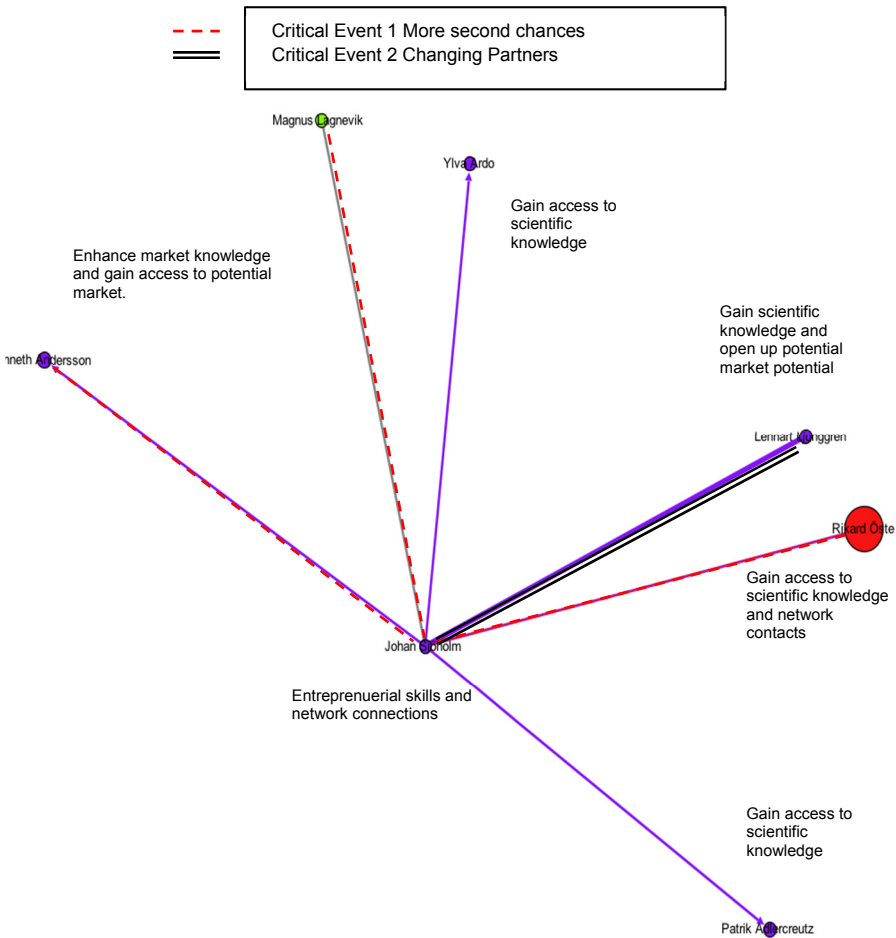 Critical Event 1 More second chances
Critical Event 2 Changing Partners
Magnus Lagnevik
Ylva Ardo
Gain access to
scientific
knowledge
Enhance market knowledge
and gain access to potential
market.
Gain scientific
knowledge and
open up potential
market potential
nneth Andersson
Lennart Ljunggren
Rikard Öste
Gain access to
scientific knowledge
and network
contacts
Johan
Entreprenuerial skills and
network connections
Gain access to
scientific
knowledge
Patrik Adlercreutz